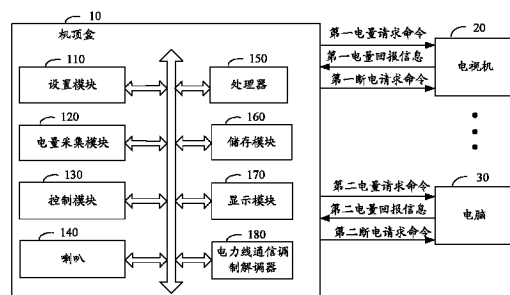 10
机顶盒
110
设置模块
120
电量采集模块
130
控制模块
140
喇叭
150
处理器
160
储存模块
170
显示模块
180
电力线通信调
制解调器
第一电量请求命令
第一电量回报信息
第一断电请求命令
20
电视机
第二电量请求命令
第二电量回报信息
第二断电请求命令
30
电脑